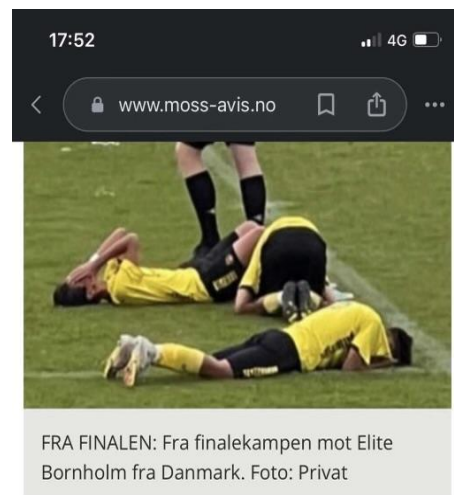 17:52
4G
www.moss-avis.no
FRA FINALEN: Fra finalekampen mot Elite
Bornholm fra Danmark. Foto: Privat